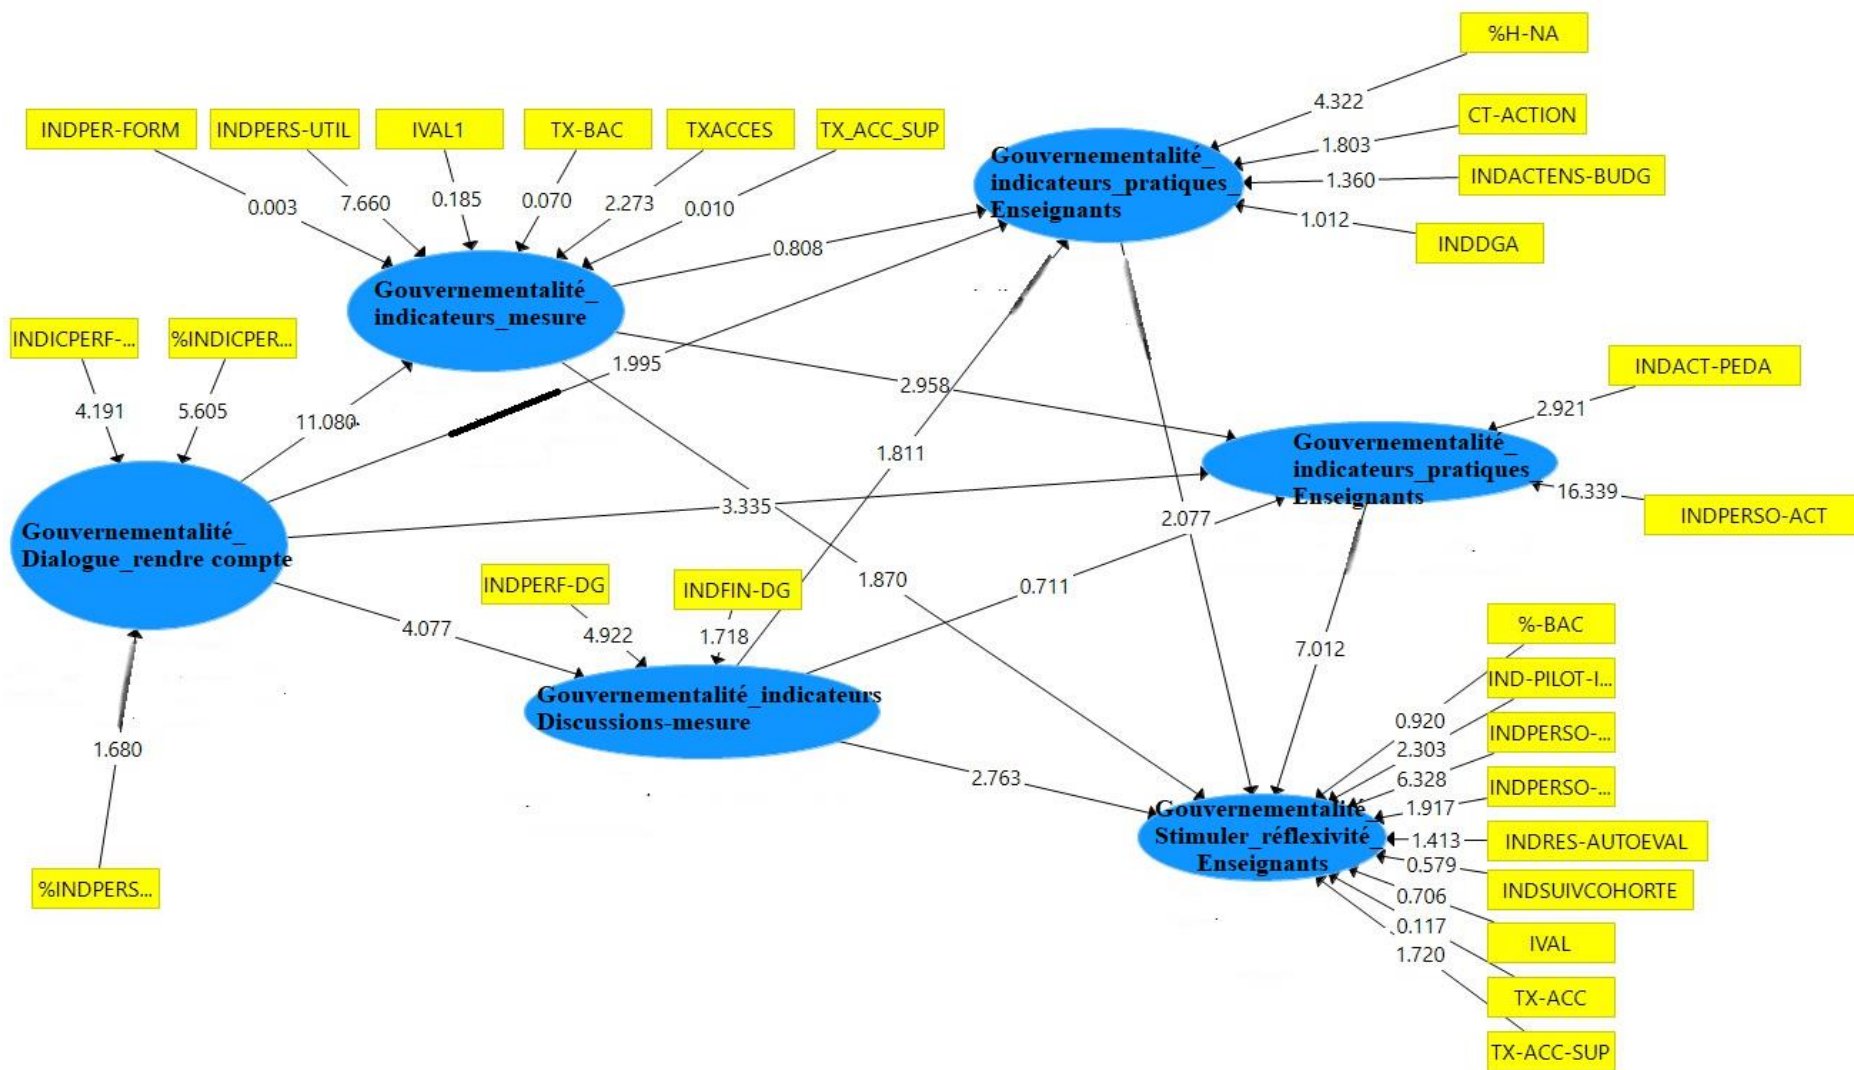 %H-NA
INDPER-FORM
INDPERS-UTIL
IVAL1
TX-BAC
TXACCES
TX_ACC_SUP
CT-ACTION
4.322
1.803
0.003
7.660
0.185
0.070
2.273
0.010
Gouvernementalité_
indicateurs_pratiques_
Enseignants
1.360
INDACTENS-BUDG
1.012
INDDGA
0.808
Gouvernementalité_
indicateurs_mesure
INDICPERF-...
%INDICPER...
1.995
2.958
INDACT-PEDA
2.921
4.191
5.605
11.080
1.811
Gouvernementalité_
indicateurs_pratiques_
Enseignants
16.339
INDPERSO-ACT
3.335
2.077
Gouvernementalité_
Dialogue_rendre compte
INDPERF-DG
INDFIN-DG
1.870
0.711
4.077
4.922
1.718
7.012
%-BAC
IND-PILOT-I...
Gouvernementalité_indicateurs
Discussions-mesure
0.920
2.303
INDPERSO-...
1.680
2.763
6.328
INDPERSO-...
1.917
Gouvernementalité_
Stimuler_réflexivité_
Enseignants
1.413
INDRES-AUTOEVAL
0.579
INDSUIVCOHORTE
%INDPERS...
0.706
0.117
IVAL
1.720
TX-ACC
TX-ACC-SUP